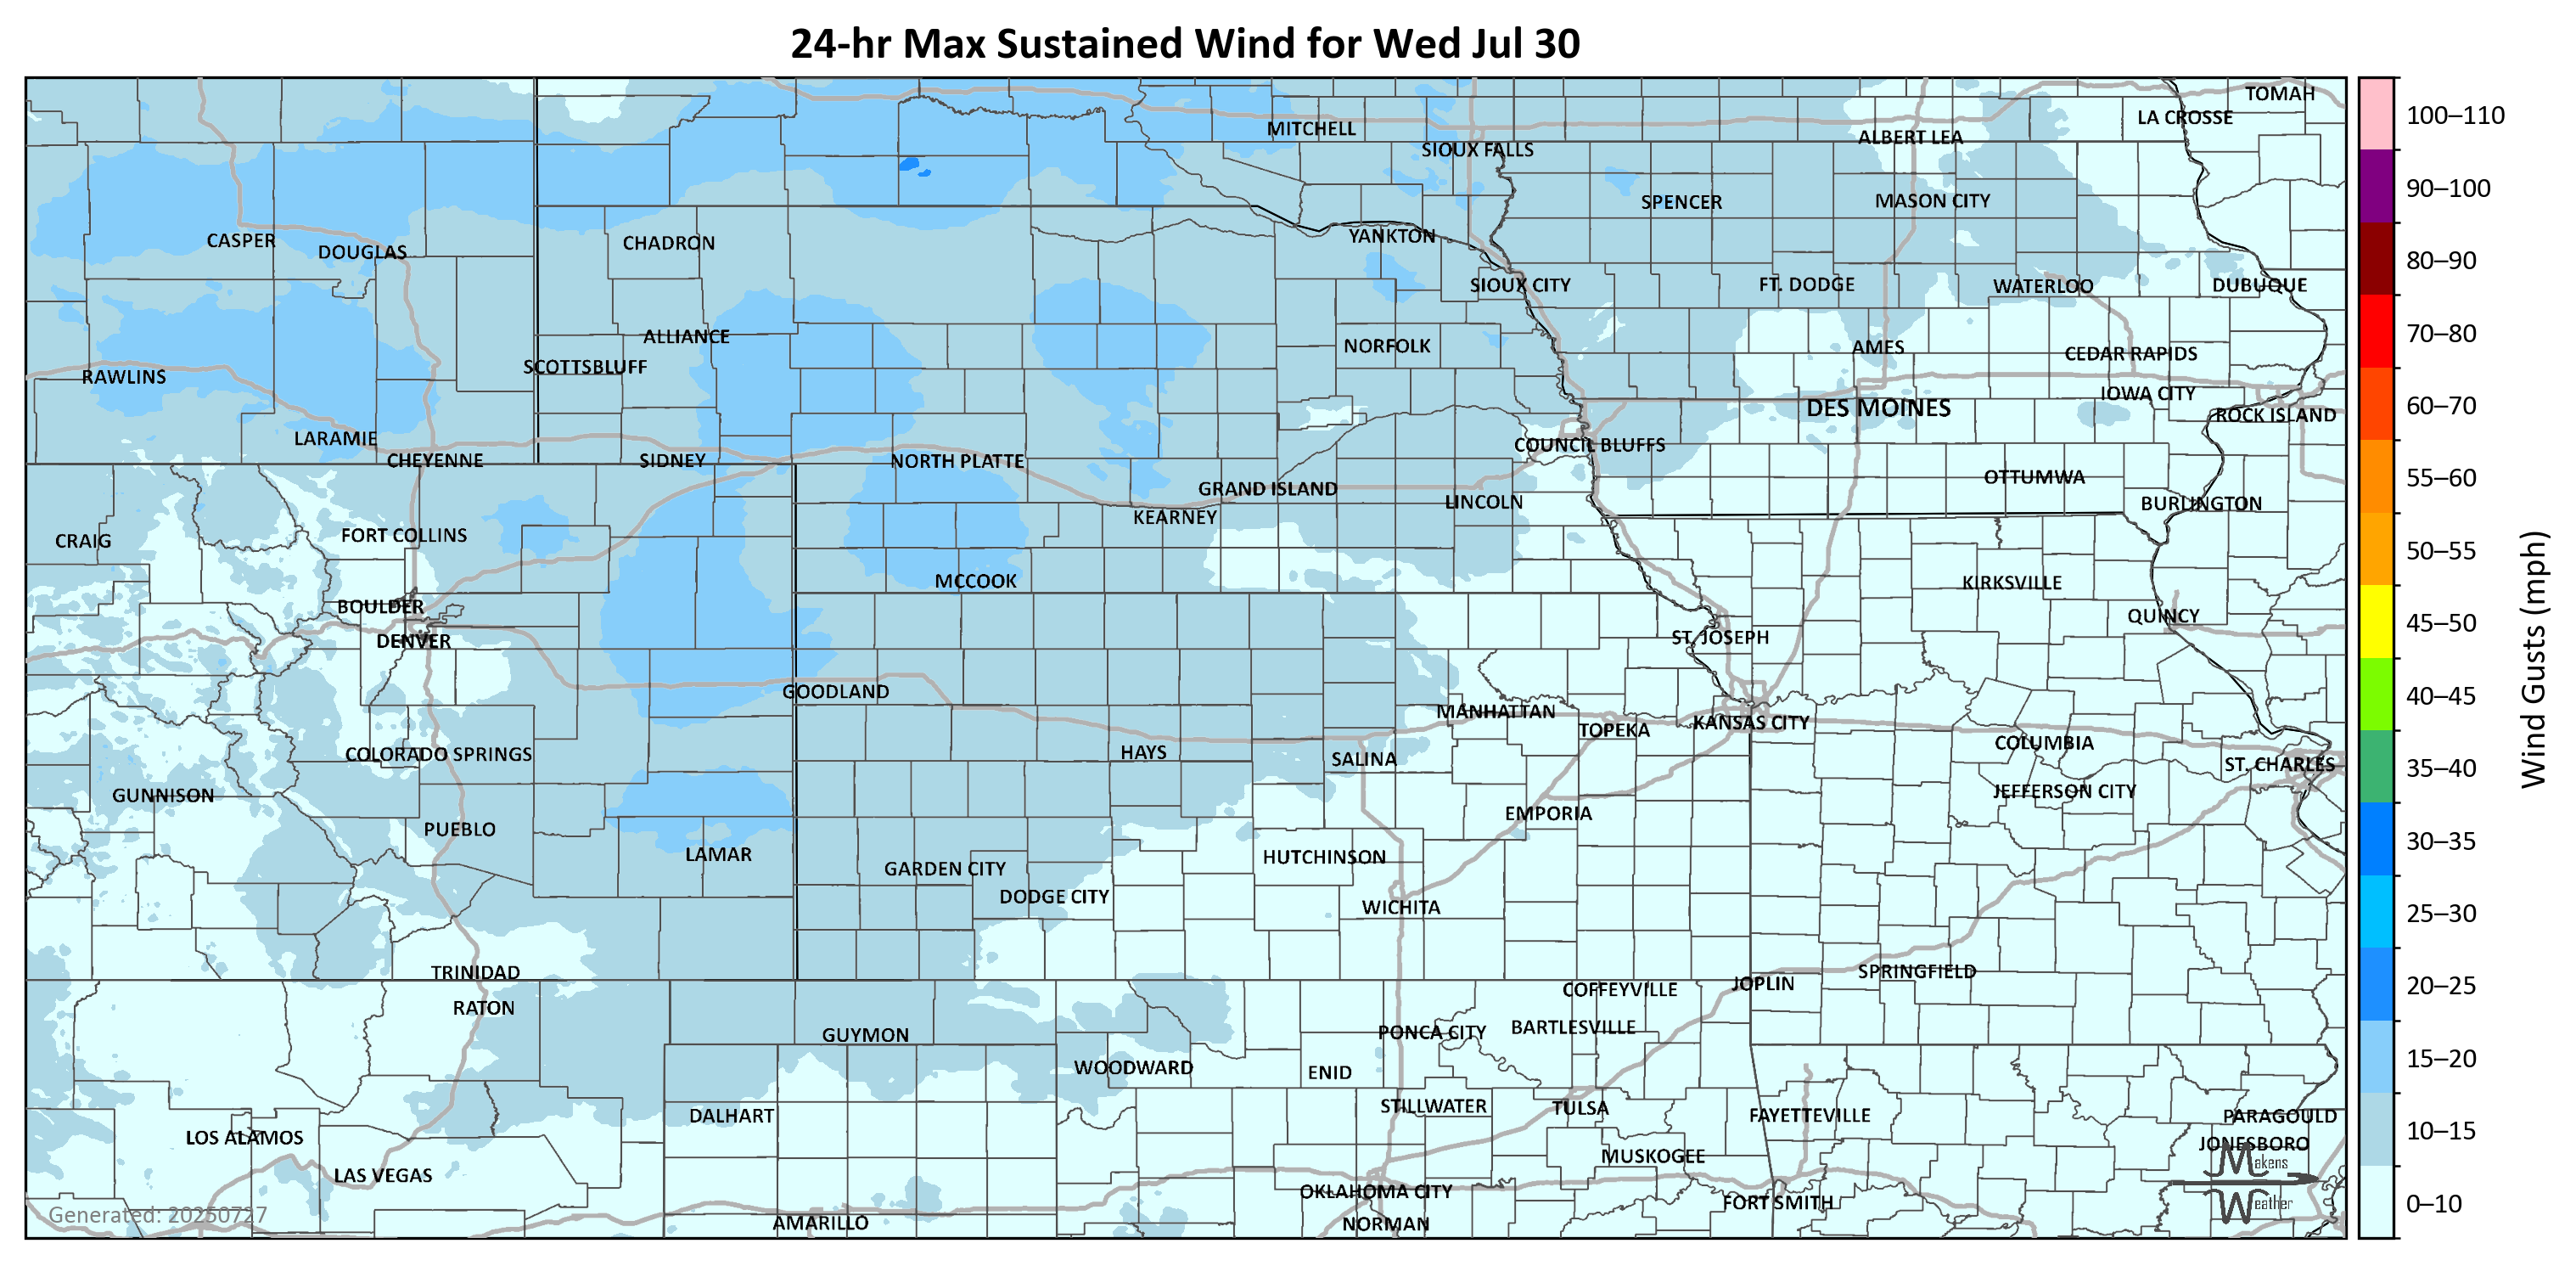 24-hr Max Sustained Wind for Wed Jul 30
TOMAH
LA CROSSE
MITCHELL
ALBERT LEA
SIOUX FALLS
SPENCER
MASON CITY
CASPER
DOUGLAS
CHADRON
YANKTON
SIOUX CITY
FT. DODGE
WATERLOO
DUBUQUE
ALLIANCE
SCOTTSBLUFF
NORFOLK
AMES
CEDAR RAPIDS
RAWLINS
IOWA CITY
DES MOINES
ROCK ISLAND
LARAMIE
COUNCIL BLUFFS
CHEYENNE
SIDNEY
NORTH PLATTE
OTTUMWA
GRAND ISLAND
LINCOLN
BURLINGTON
KEARNEY
CRAIG
FORT COLLINS
MCCOOK
KIRKSVILLE
BOULDER
QUINCY
DENVER
ST. JOSEPH
GOODLAND
MANHATTAN
TOPEKA
KANSAS CITY
COLORADO SPRINGS
HAYS
SALINA
COLUMBIA
ST. CHARLES
GUNNISON
JEFFERSON CITY
PUEBLO
EMPORIA
LAMAR
GARDEN CITY
HUTCHINSON
DODGE CITY
WICHITA
TRINIDAD
SPRINGFIELD
JOPLIN
RATON
COFFEYVILLE
GUYMON
PONCA CITY
BARTLESVILLE
WOODWARD
ENID
DALHART
STILLWATER
TULSA
FAYETTEVILLE
PARAGOULD
LOS ALAMOS
JONESBORO
LAS VEGAS
MUSKOGEE
OKLAHOMA CITY
FORT SMITH
AMARILLO
NORMAN
Makens
Weather
Generated: 20250727
100–110
90–100
80–90
70–80
60–70
55–60
50–55
45–50
40–45
35–40
30–35
25–30
20–25
15–20
10–15
0–10
Wind Gusts (mph)